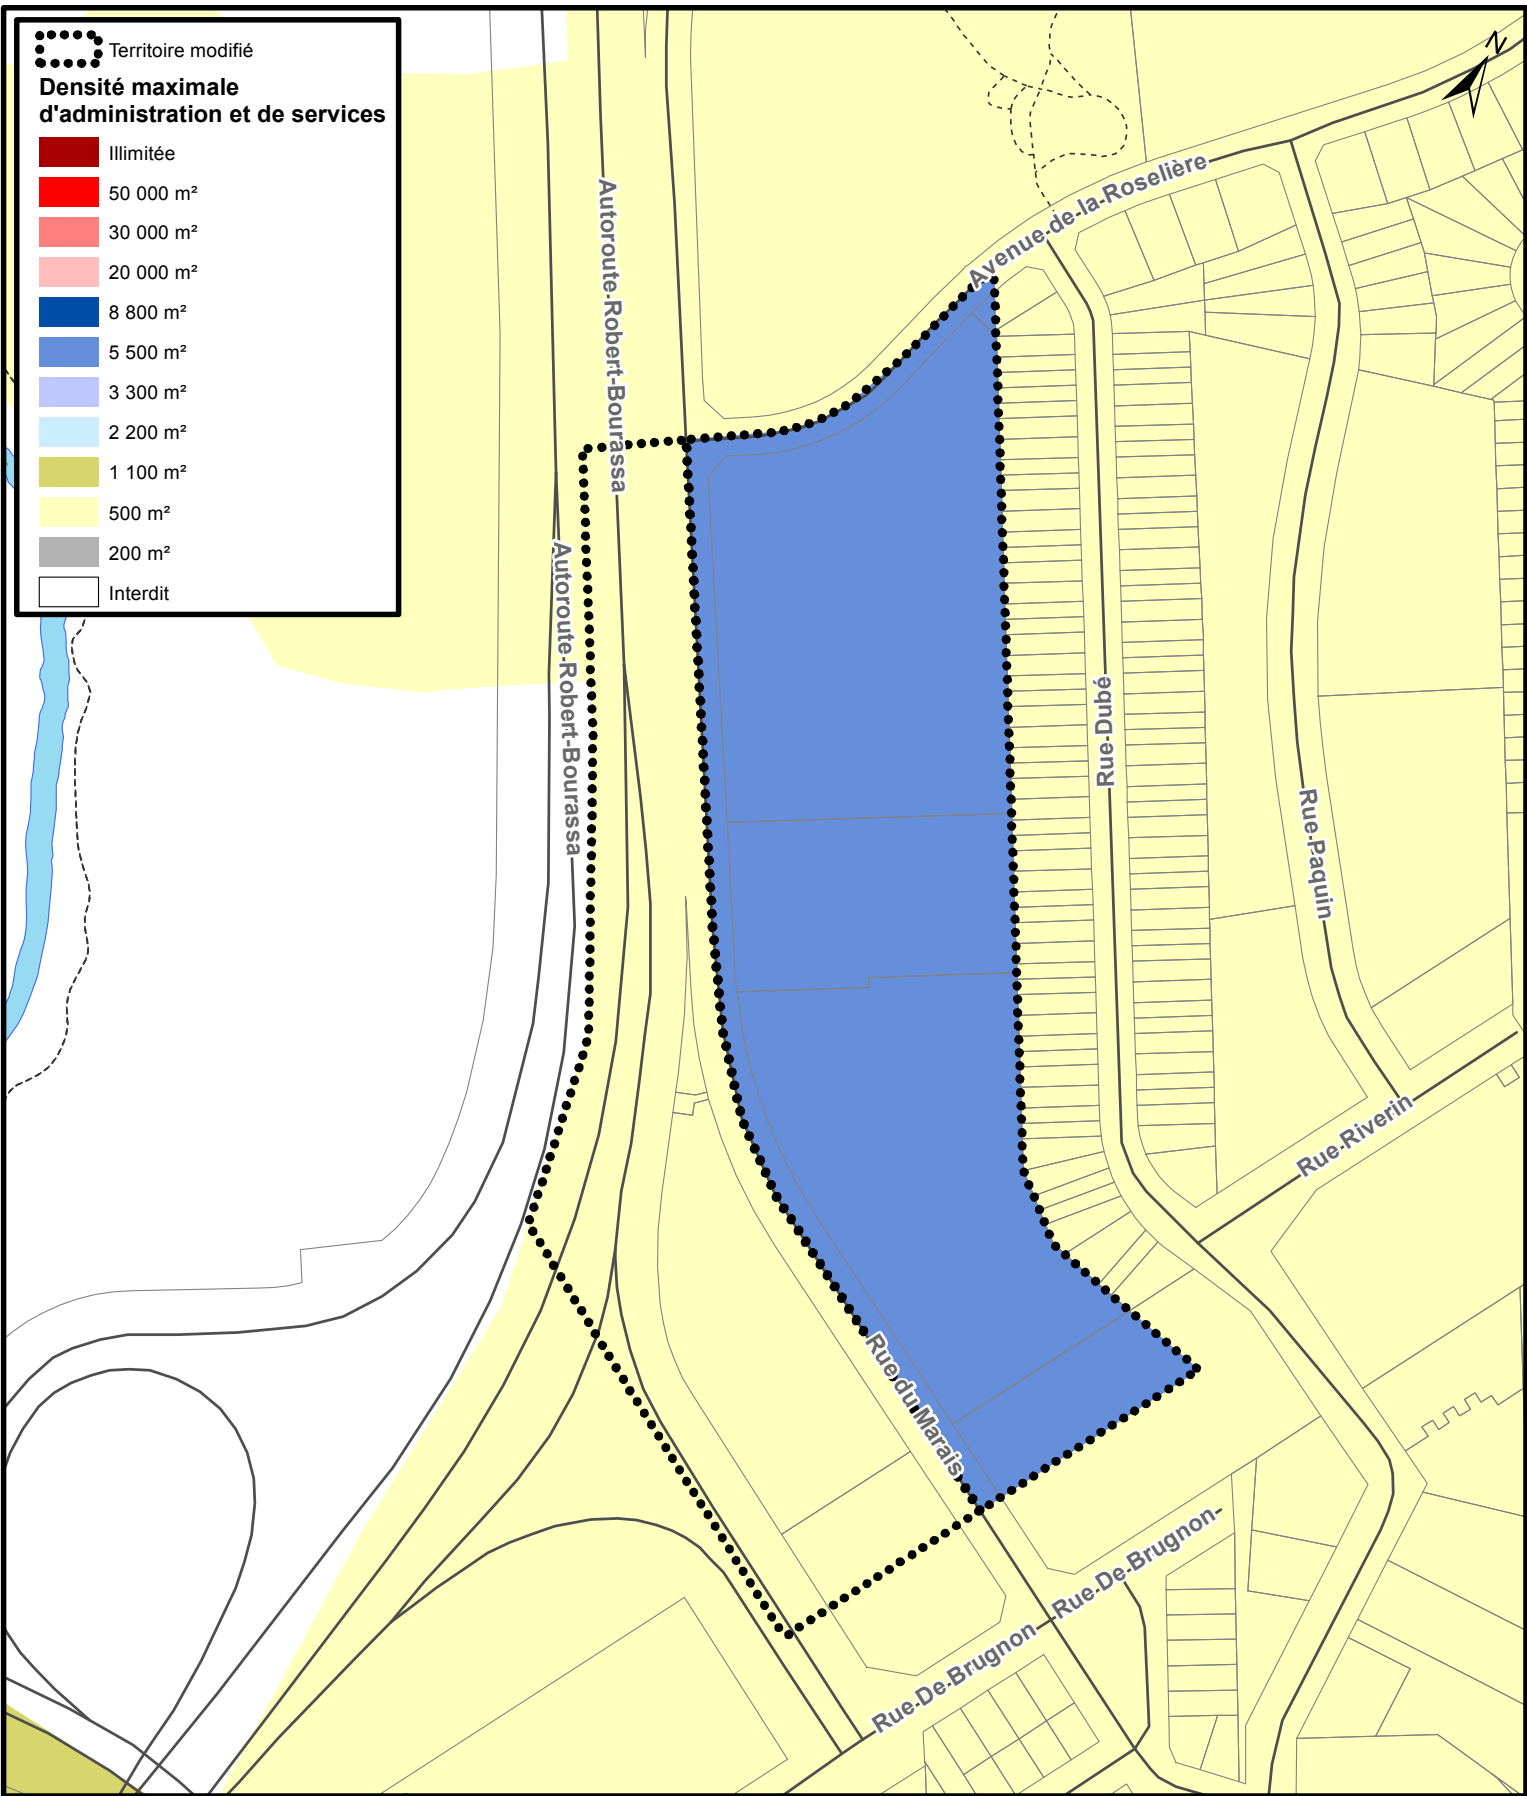 Territoire modifié
Densité maximale
d'administration et de services
Illimitée
50 000 m²
30 000 m²
20 000 m²
8 800 m²
5 500 m²
3 300 m²
2 200 m²
1 100 m²
500 m²
200 m²
Interdit
N
Avenue de la Roselière
Autoroute Robert-Bourassa
Autoroute Robert-Bourassa
Rue Dubé
Rue Paquin
Rue Riverin
Rue du Marais
Rue De Brugnon
Rue De Brugnon